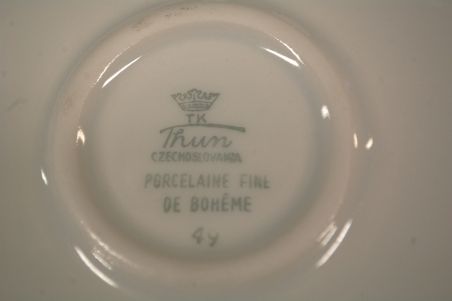 TK
Thun
CZECHOSLOVAKIA
PORCELAINE FINE
DE BOHÊME
4y